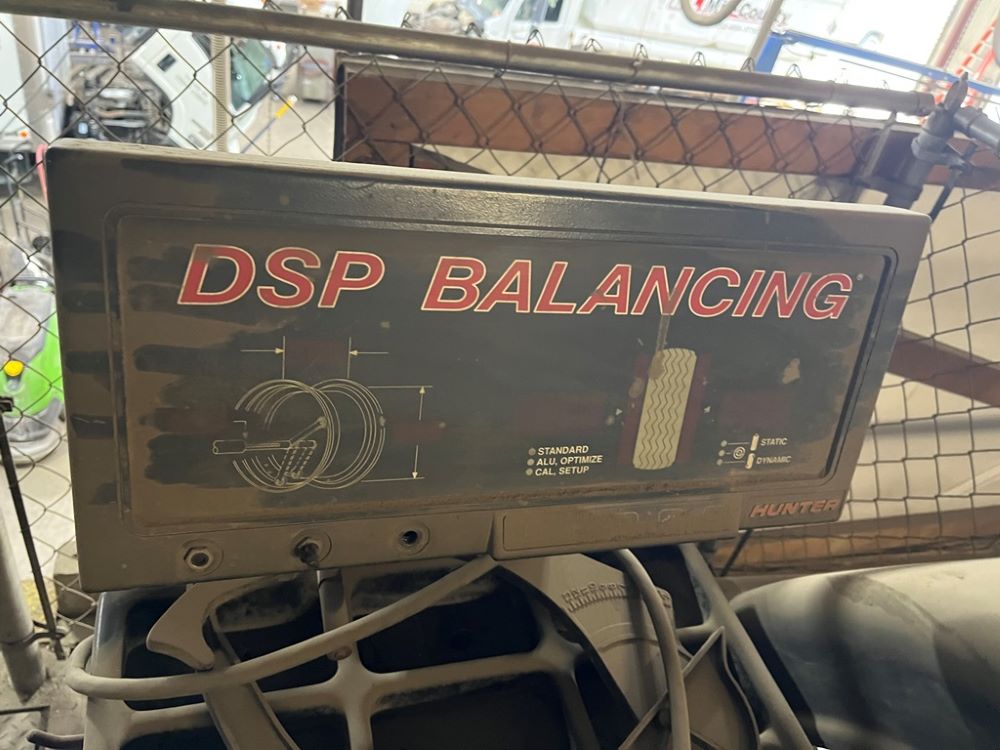 DSP BALANCING
STANDARD
ALU, OPTIMIZE
CAL, SETUP
STATIC
DYNAMIC
HUNTER